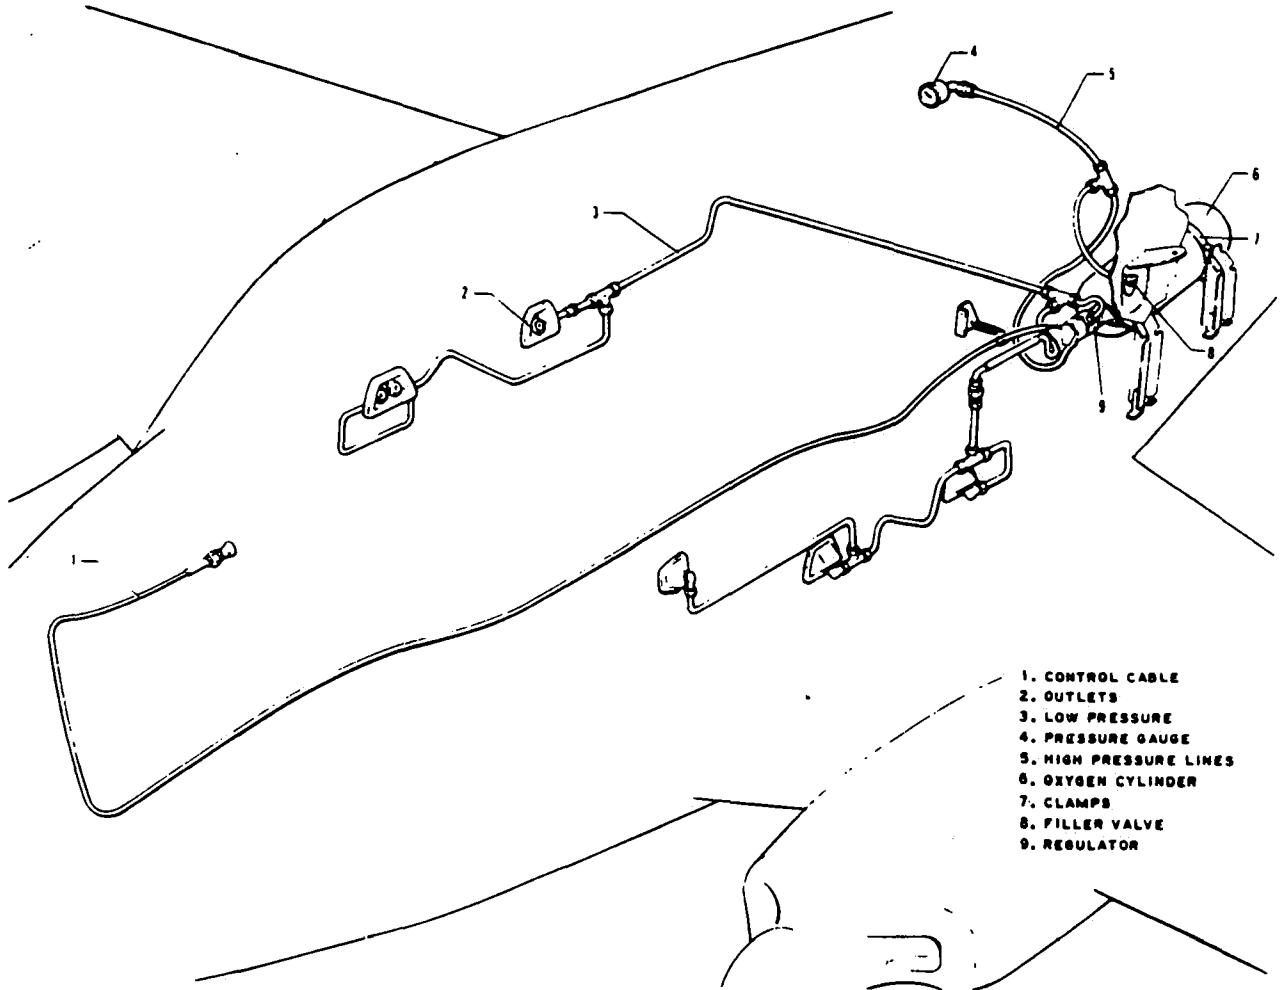 4
5
6
3
7
2
8
9
1
1. CONTROL CABLE
2. OUTLETS
3. LOW PRESSURE
4. PRESSURE GAUGE
5. HIGH PRESSURE LINES
6. OXYGEN CYLINDER
7. CLAMPS
8. FILLER VALVE
9. REGULATOR